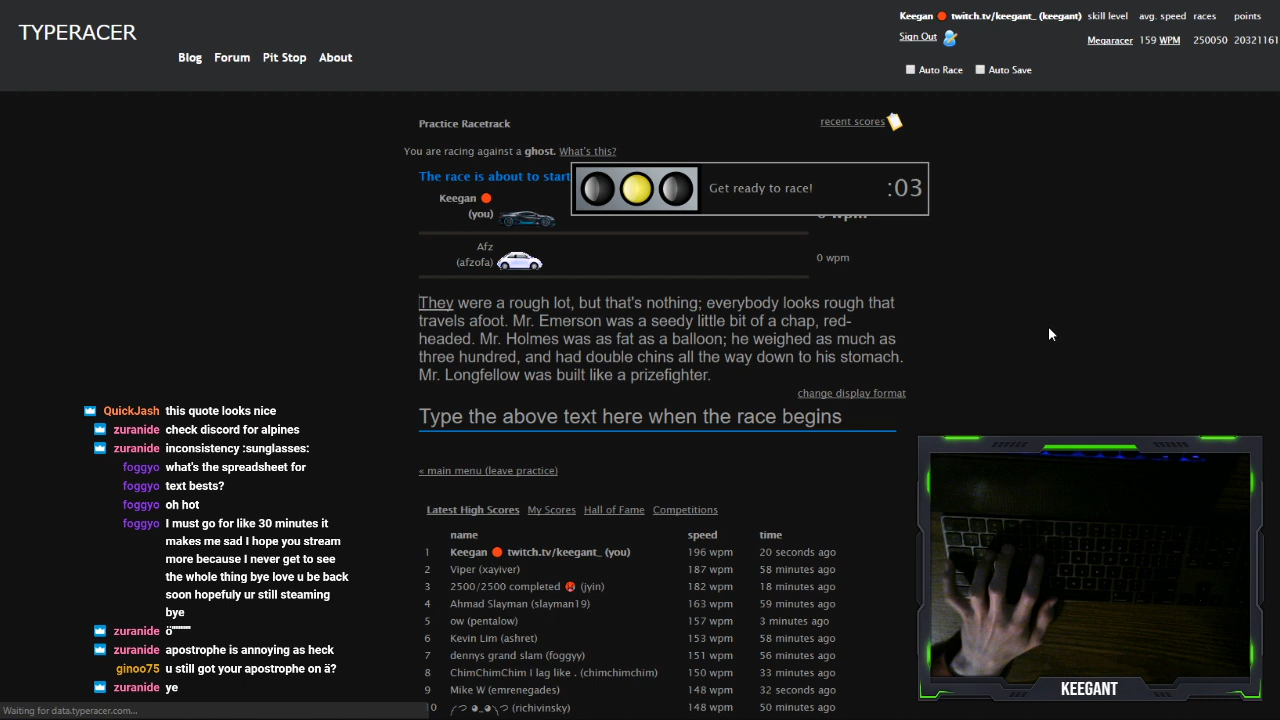 TYPERACER
Blog Forum Pit Stop About
Keegan twitch.tv/keegant_ (keegant) skill level avg. speed races points
Sign Out Megaracer 159 WPM 250050 20321161
Auto Race Auto Save
Practice Racetrack
recent scores
You are racing against a ghost. What's this?
The race is about to start
Get ready to race! :03
Keegan
(you)
0 wpm
Afz
(afzofa)
0 wpm
They were a rough lot, but that's nothing; everybody looks rough that
travels afoot. Mr. Emerson was a seedy little bit of a chap, red-
headed. Mr. Holmes was as fat as a balloon; he weighed as much as
three hundred, and had double chins all the way down to his stomach.
Mr. Longfellow was built like a prizefighter.
change display format
Type the above text here when the race begins
« main menu (leave practice)
Latest High Scores My Scores Hall of Fame Competitions
name speed time
1 Keegan twitch.tv/keegant_ (you) 196 wpm 20 seconds ago
2 Viper (xayiver) 187 wpm 58 minutes ago
3 2500/2500 completed (jyin) 182 wpm 18 minutes ago
4 Ahmad Slayman (slayman19) 163 wpm 59 minutes ago
5 ow (pentalow) 157 wpm 3 minutes ago
6 Kevin Lim (ashret) 153 wpm 58 minutes ago
7 dennys grand slam (foggyy) 151 wpm 56 minutes ago
8 ChimChimChim I lag like . (chimchimchim) 150 wpm 33 minutes ago
9 Mike W (emrenegades) 148 wpm 32 seconds ago
10 (richivinsky) 148 wpm 50 minutes ago
QuickJash this quote looks nice
zuranide check discord for alpines
zuranide inconsistency :sunglasses:
foggyo what's the spreadsheet for
foggyo text bests?
foggyo oh hot
foggyo I must go for like 30 minutes it
makes me sad I hope you stream
more because I never get to see
the whole thing bye love u be back
soon hopefuly ur still steaming
bye
zuranide ö''''''''
zuranide apostrophe is annoying as heck
ginoo75 u still got your apostrophe on ä?
zuranide ye
KEEGANT
Waiting for data.typeracer.com...